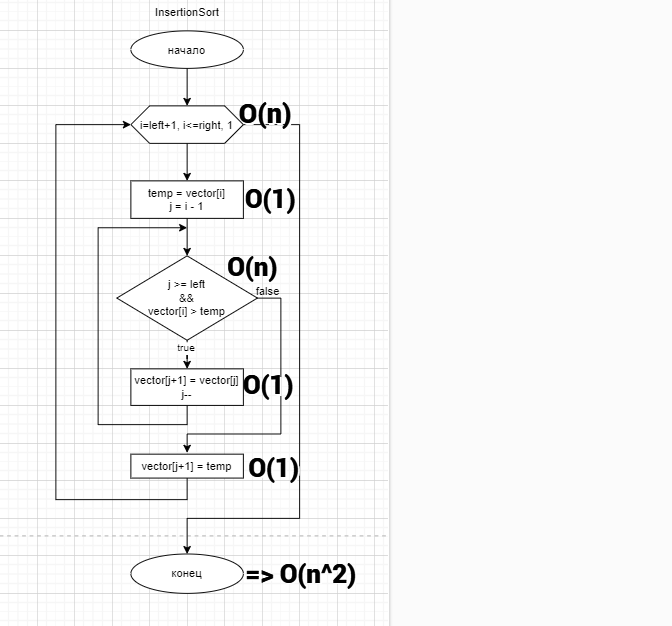 InsertionSort
начало
i=left+1, i<=right, 1
O(n)
temp = vector[i]
j = i - 1
O(1)
O(n)
j >= left
&&
vector[i] > temp
false
true
vector[j+1] = vector[j]
j--
O(1)
vector[j+1] = temp
O(1)
конец
=> O(n^2)